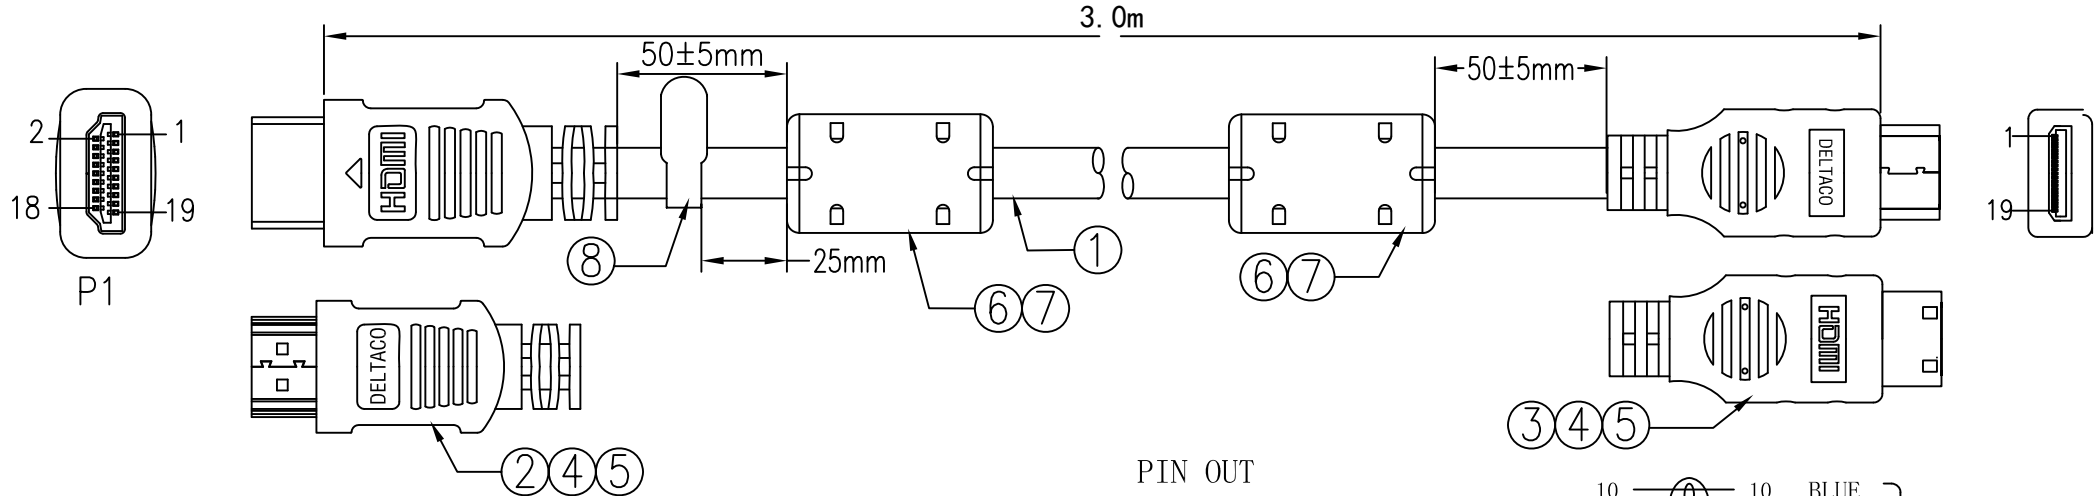 3.0m
50±5mm
50±5mm
2
1
18
19
P1
HDMI
DELTACO
1
19
8
25mm
1
6 7
6 7
DELTACO
HDMI
2 4 5
3 4 5
PIN OUT
10 10 BLUE